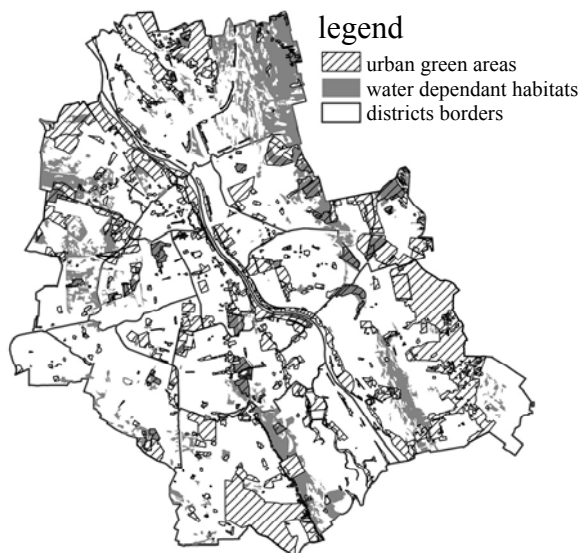 legend
urban green areas
water dependant habitats
districts borders